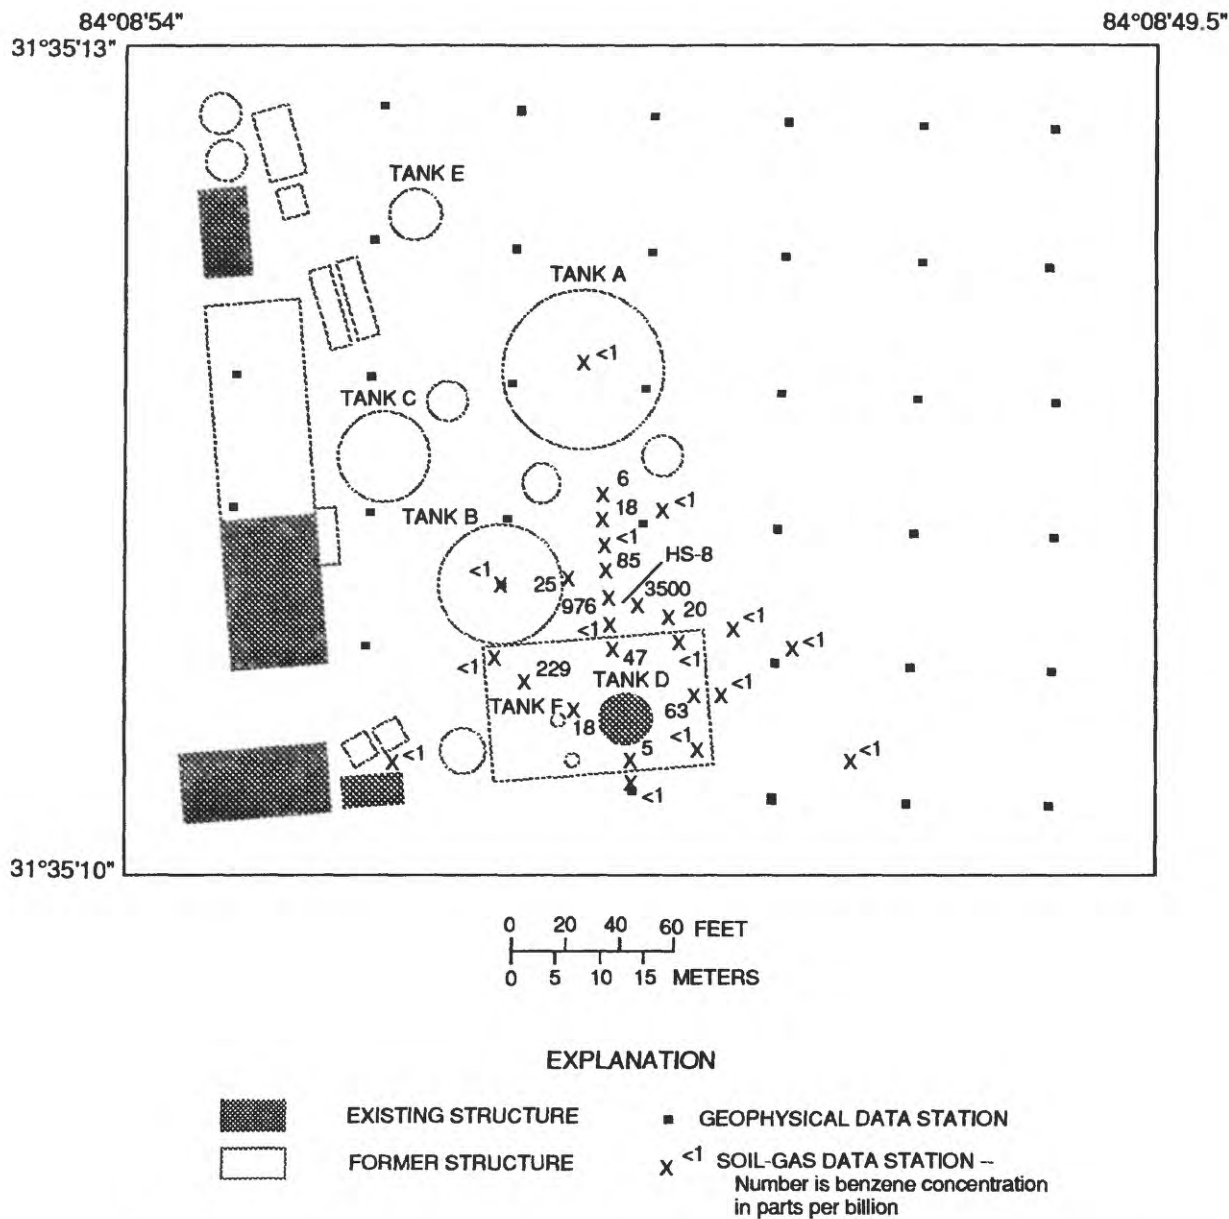 84°08'54"
84°08'49.5"
31°35'13"
TANK E
TANK A
<1
TANK C
6
18
<1
<1
TANK B
85
HS-8
<1
25
3500
976
20
<1
<1
<1
47
<1
<1
229
TANK D
<1
TANK F
63
18
<1
5
<1
<1
<1
31°35'10"
0 20 40 60 FEET
0 5 10 15 METERS
EXPLANATION
EXISTING STRUCTURE
GEOPHYSICAL DATA STATION
FORMER STRUCTURE
X <1 SOIL-GAS DATA STATION --
Number is benzene concentration
in parts per billion